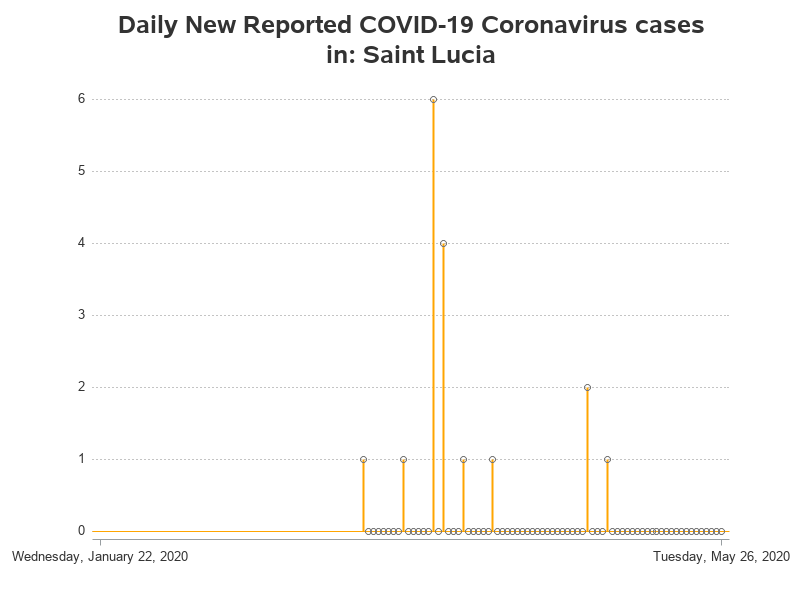 Daily New Reported COVID-19 Coronavirus cases
in: Saint Lucia
6
5
4
3
2
1
0
Wednesday, January 22, 2020
Tuesday, May 26, 2020